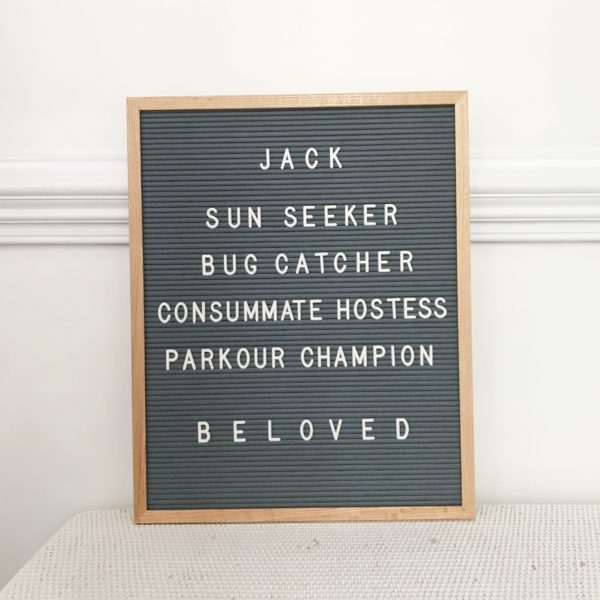 JACK
SUN SEEKER
BUG CATCHER
CONSUMMATE HOSTESS
PARKOUR CHAMPION
BELOVED